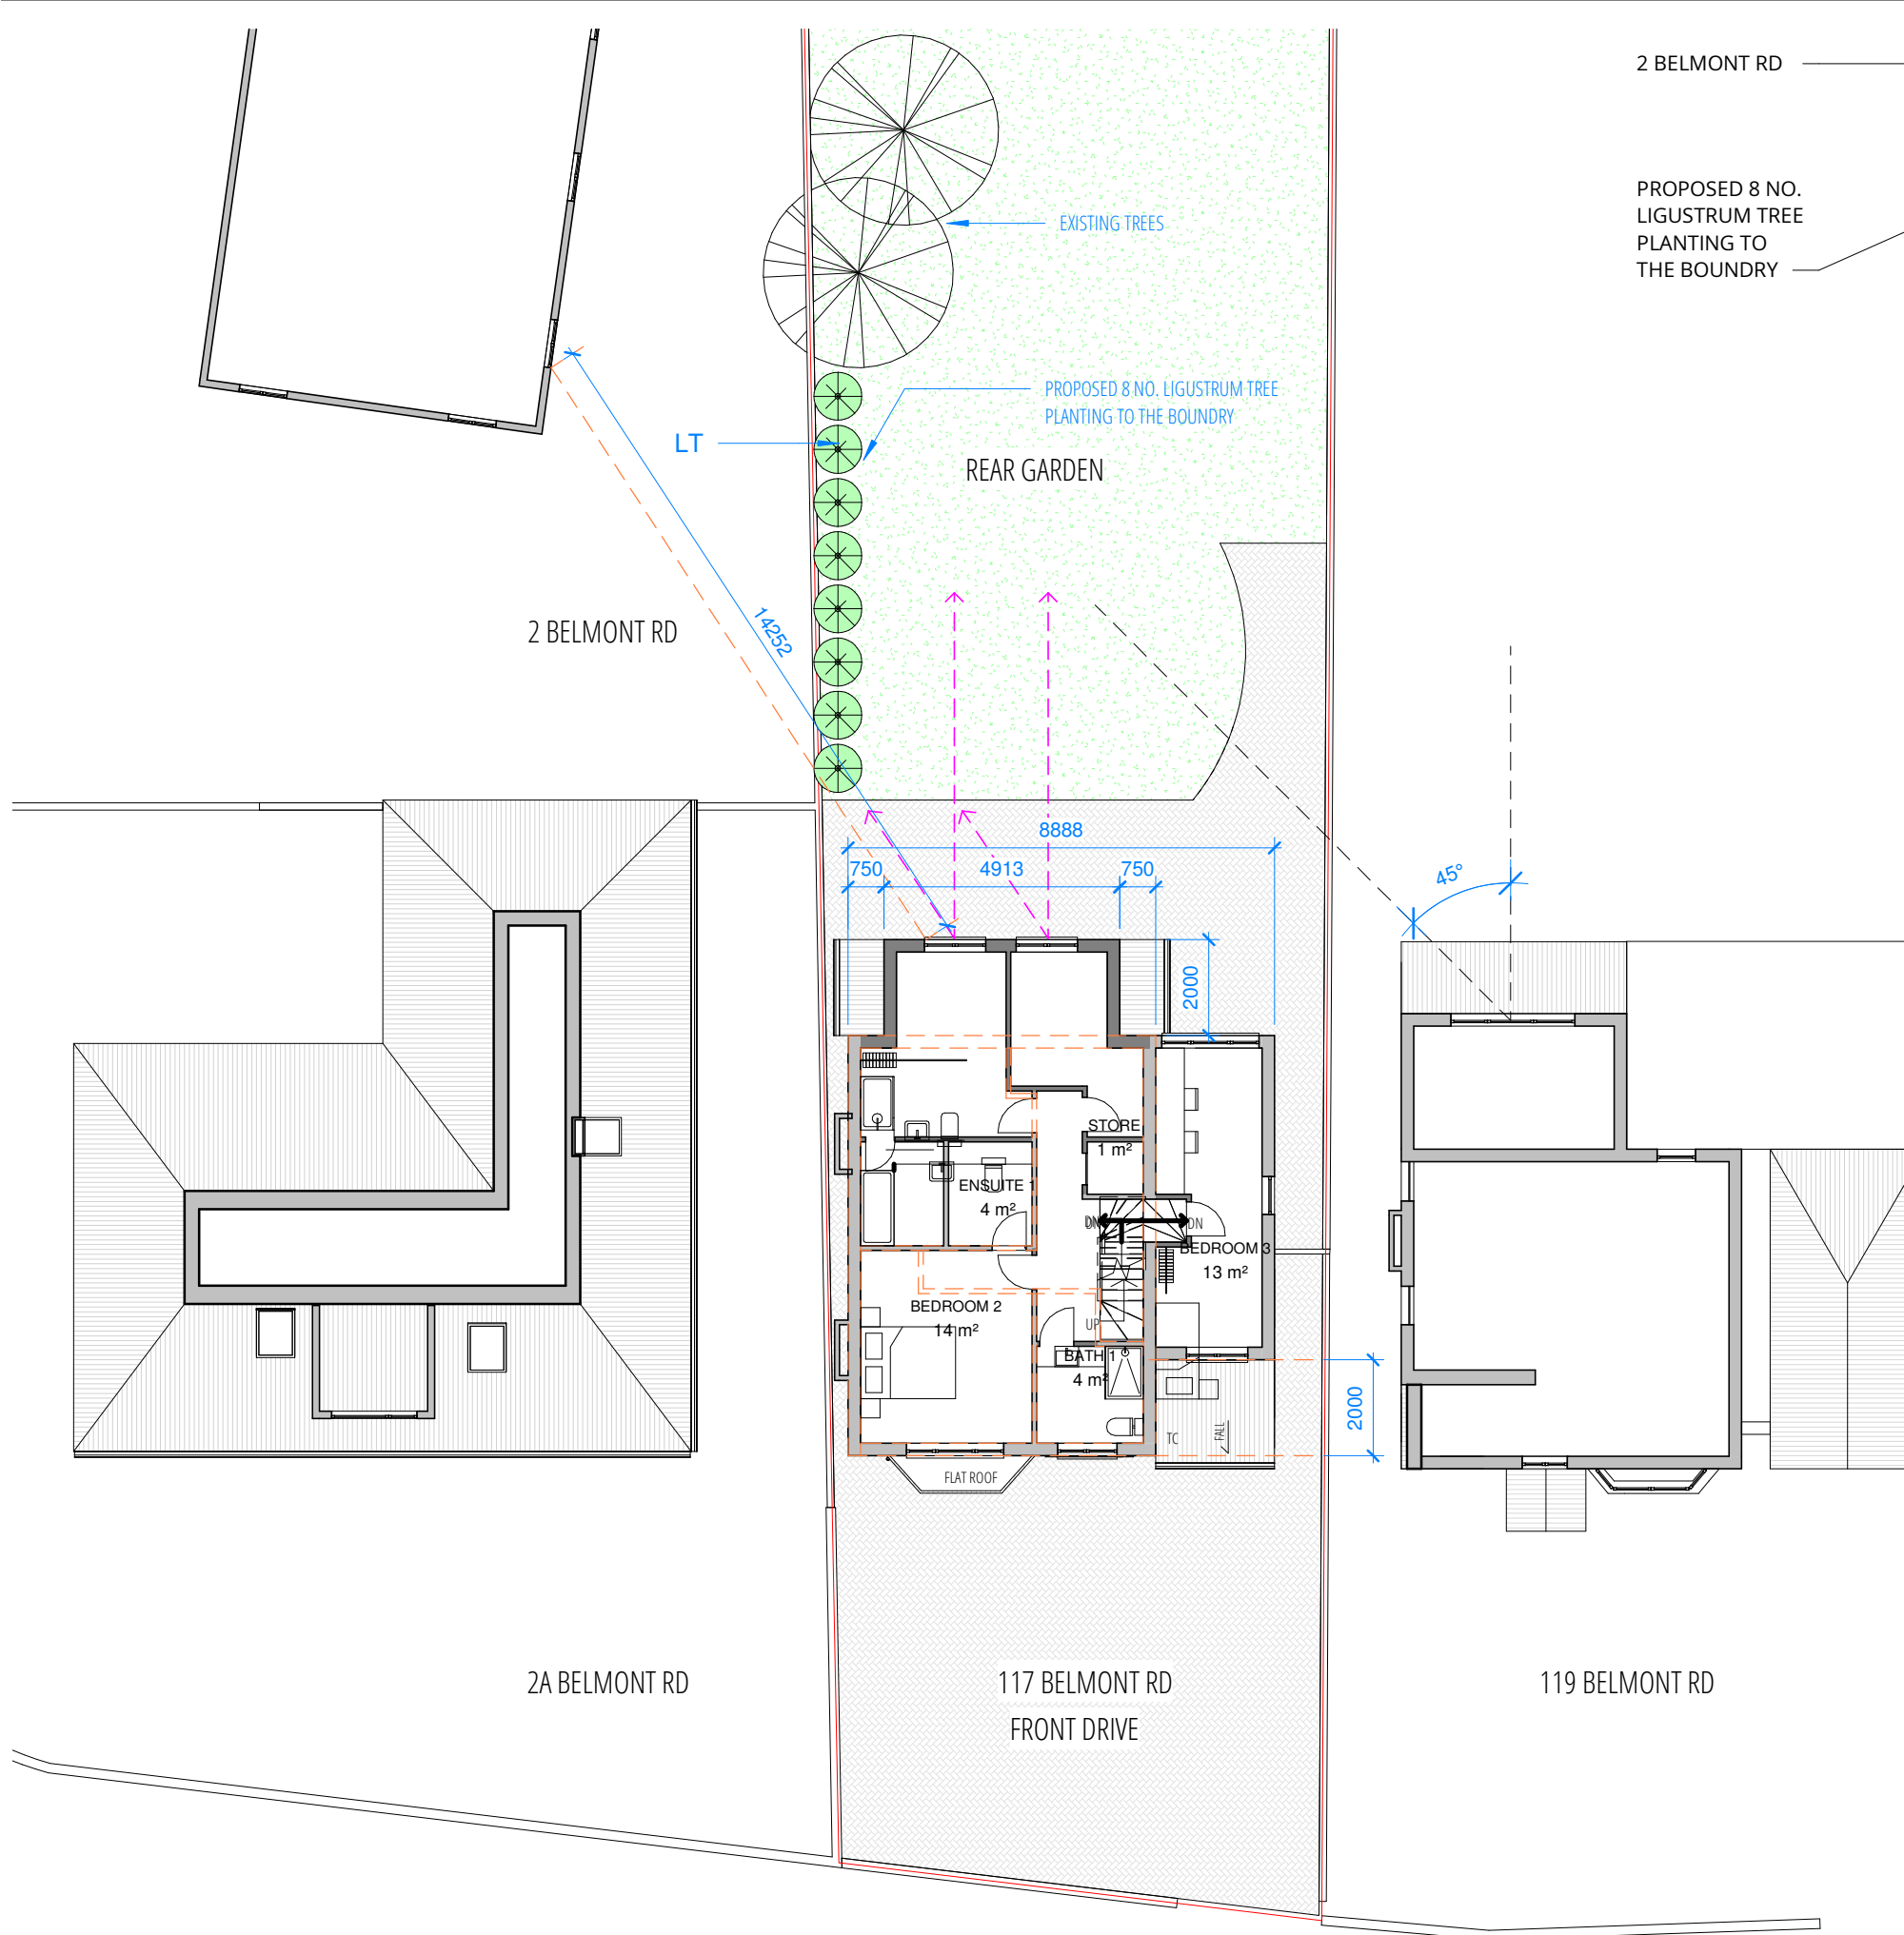 2 BELMONT RD
PROPOSED 8 NO.
LIGUSTRUM TREE
PLANTING TO
THE BOUNDRY
EXISTING TREES
PROPOSED 8 NO. LIGUSTRUM TREE
PLANTING TO THE BOUNDRY
LT
REAR GARDEN
2 BELMONT RD
14252
8888
750
4913
750
45°
2000
STORE
1 m²
ENSUITE 1
4 m²
DN
DN
BEDROOM 3
13 m²
BEDROOM 2
14 m²
UP
BATH 1
4 m²
2000
TC
FALL
FLAT ROOF
2A BELMONT RD
117 BELMONT RD
FRONT DRIVE
119 BELMONT RD